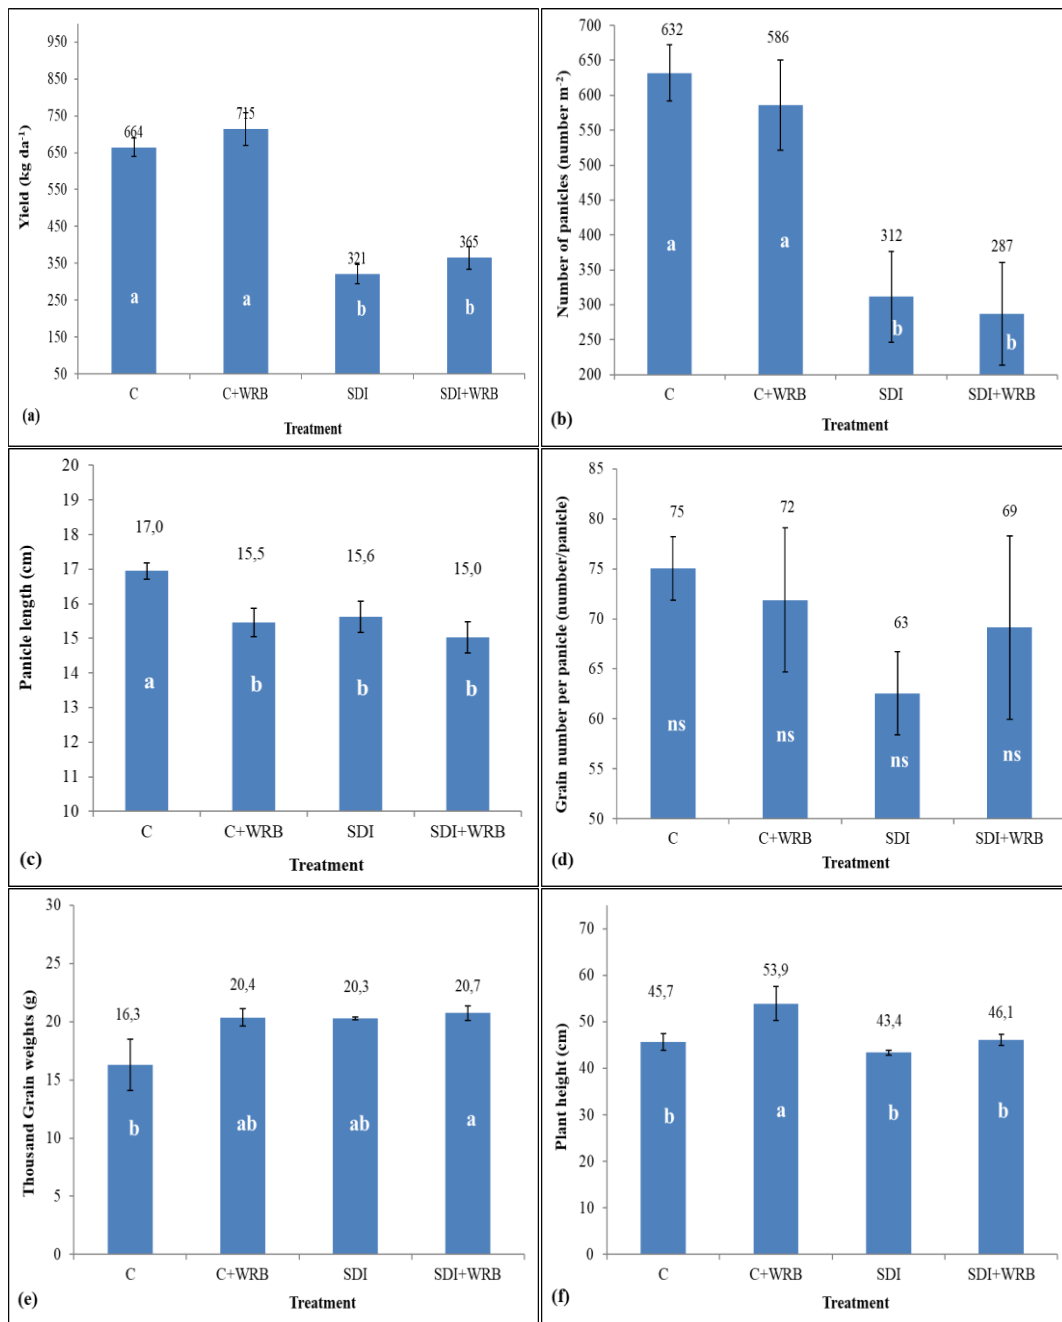 Yield (kg da⁻¹)
950
850
750
650
550
450
350
250
150
50
664
715
321
365
a
a
b
b
C
C+WRB
SDI
SDI+WRB
(a)
Treatment
Number of panicles (number m⁻²)
700
650
600
550
500
450
400
350
300
250
200
632
586
312
287
a
a
b
b
C
C+WRB
SDI
SDI+WRB
(b)
Treatment
Panicle length (cm)
20
19
18
17
16
15
14
13
12
11
10
17,0
15,5
15,6
15,0
a
b
b
b
C
C+WRB
SDI
SDI+WRB
(c)
Treatment
Grain number per panicle (number/panicle)
85
80
75
70
65
60
55
50
75
72
63
69
ns
ns
ns
ns
C
C+WRB
SDI
SDI+WRB
(d)
Treatment
Thousand Grain weights (g)
30
25
20
15
10
5
0
16,3
20,4
20,3
20,7
b
ab
ab
a
C
C+WRB
SDI
SDI+WRB
(e)
Treatment
Plant height (cm)
70
60
50
40
30
20
10
0
45,7
53,9
43,4
46,1
b
a
b
b
C
C+WRB
SDI
SDI+WRB
(f)
Treatment